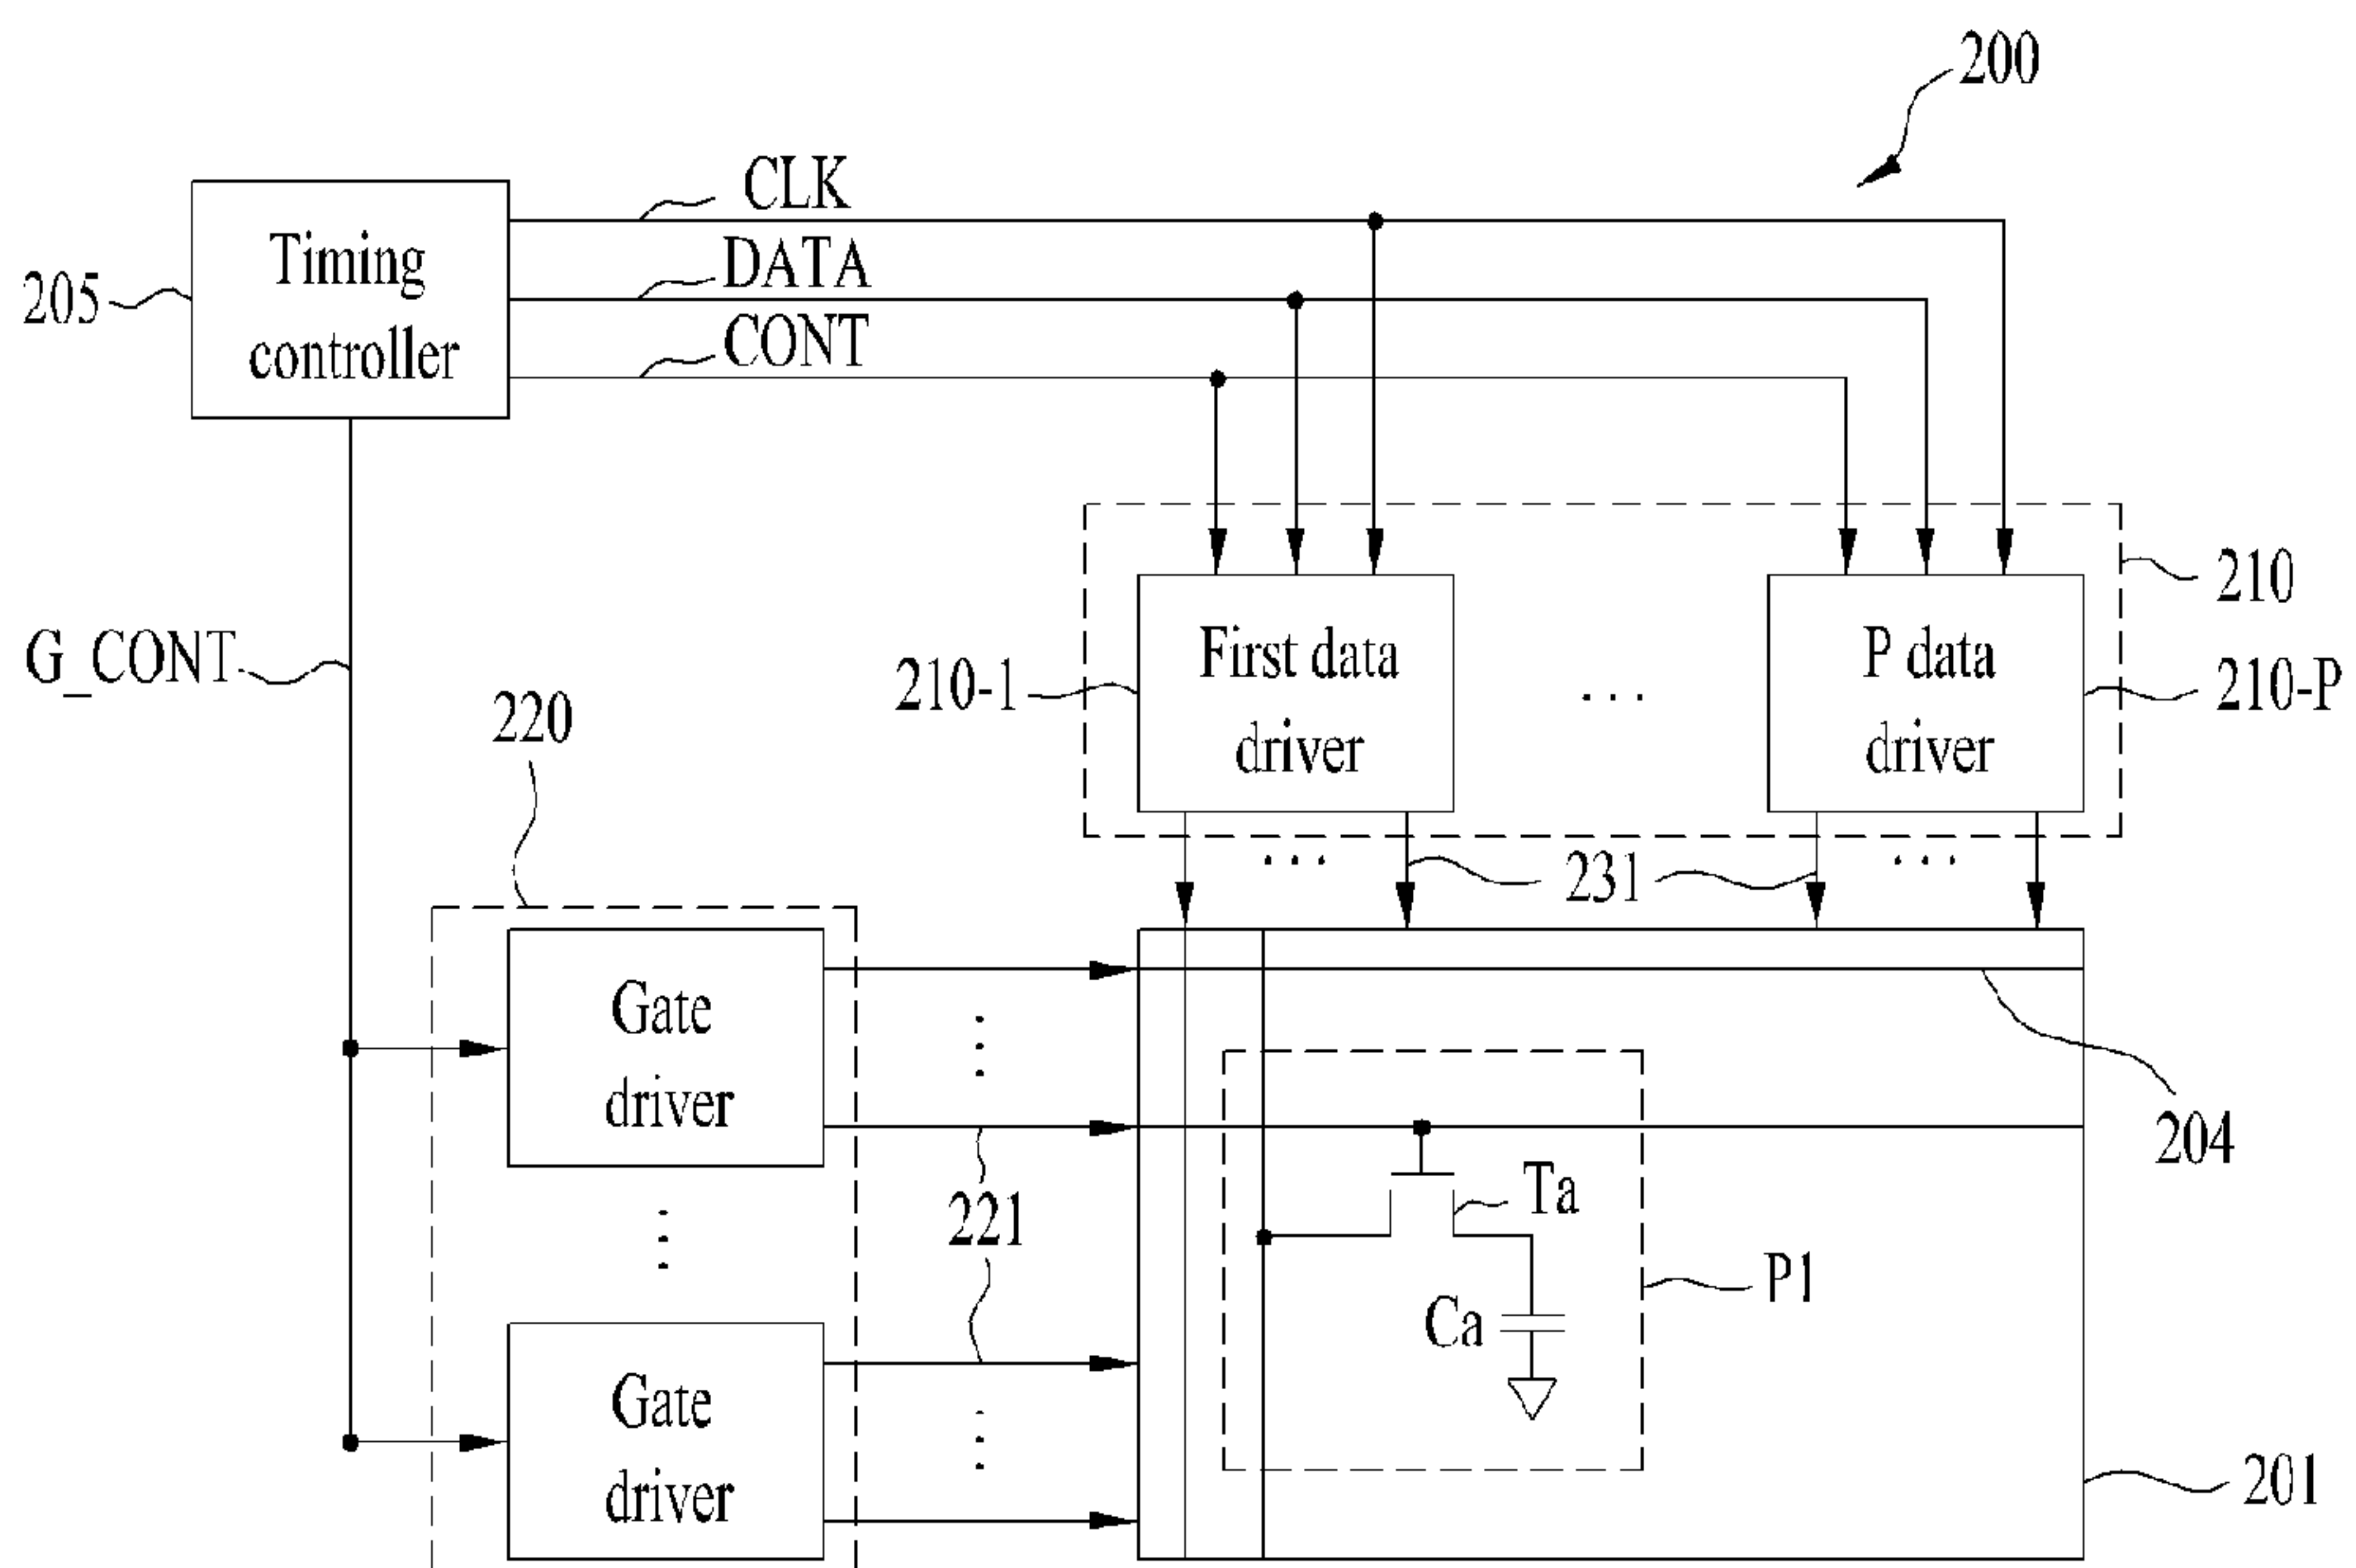 200
CLK
DATA
CONT
Timing
controller
205
210
G_CONT
First data
driver
210-1
...
P data
driver
210-P
220
...
231
...
Gate
driver
204
221
Ta
P1
Ca
Gate
driver
201